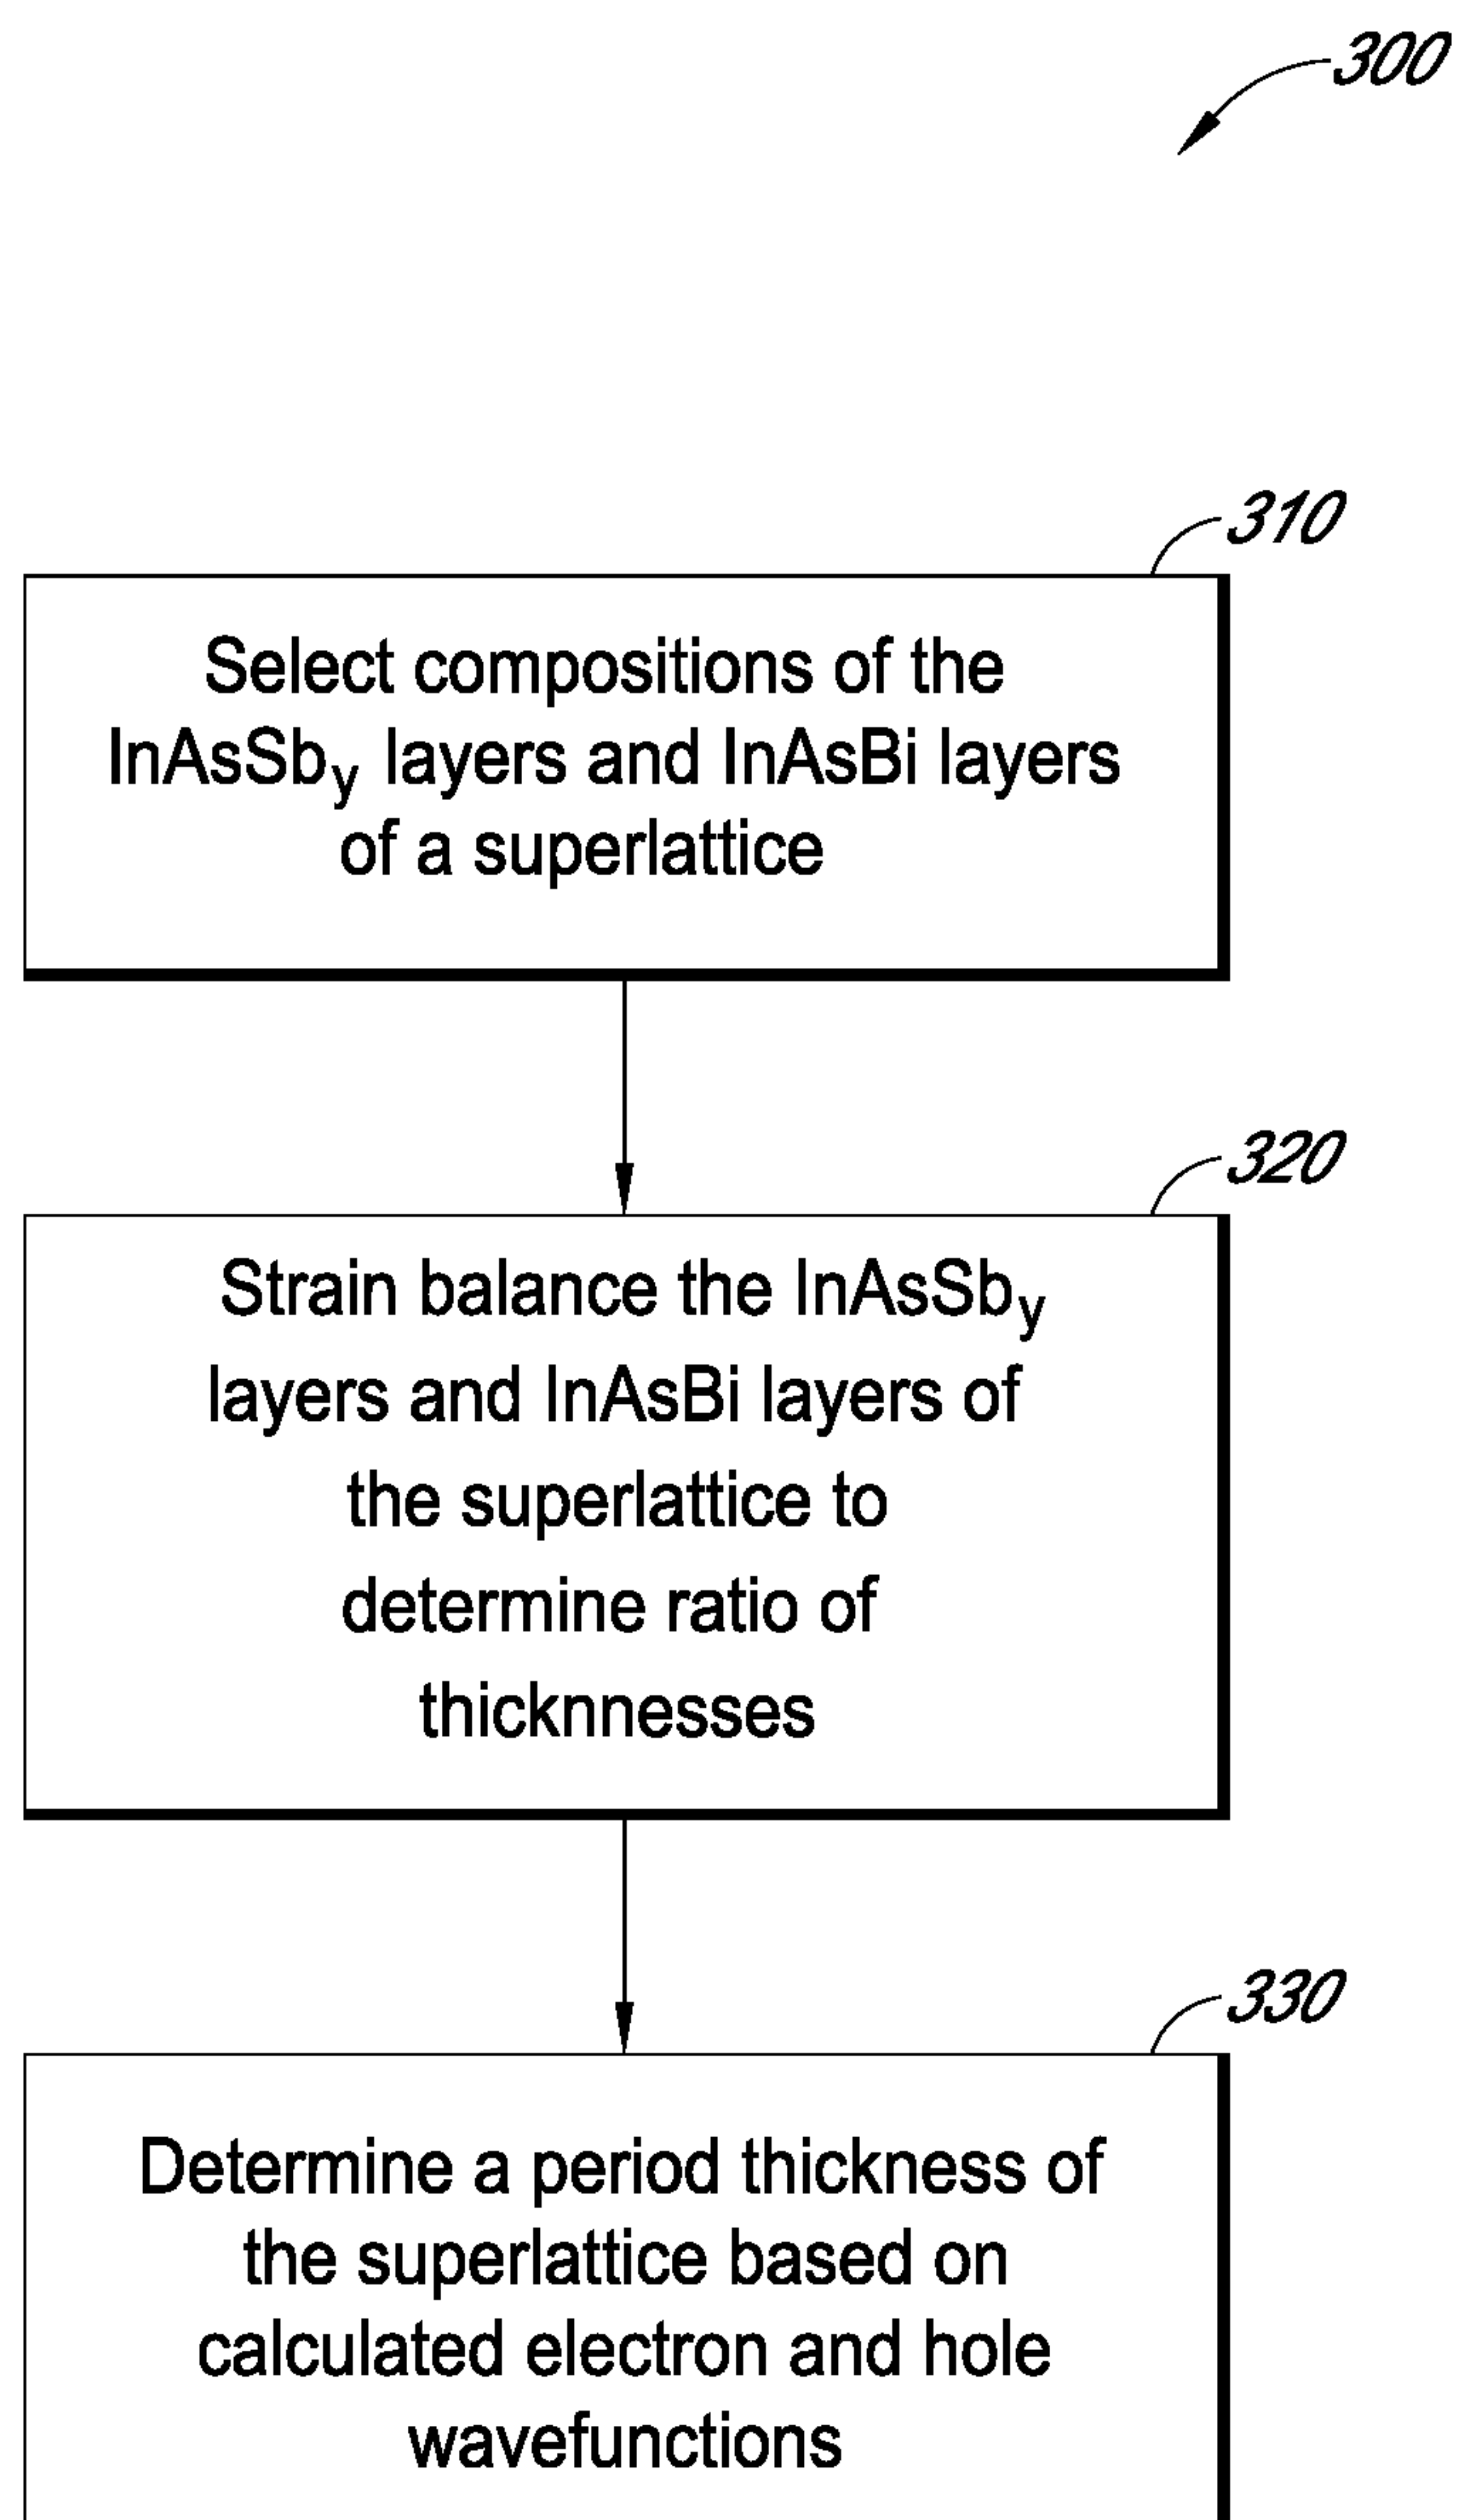 300
310
Select compositions of the
InAsSby layers and InAsBi layers
of a superlattice
320
Strain balance the InAsSby
layers and InAsBi layers of
the superlattice to
determine ratio of
thicknnesses
330
Determine a period thickness of
the superlattice based on
calculated electron and hole
wavefunctions